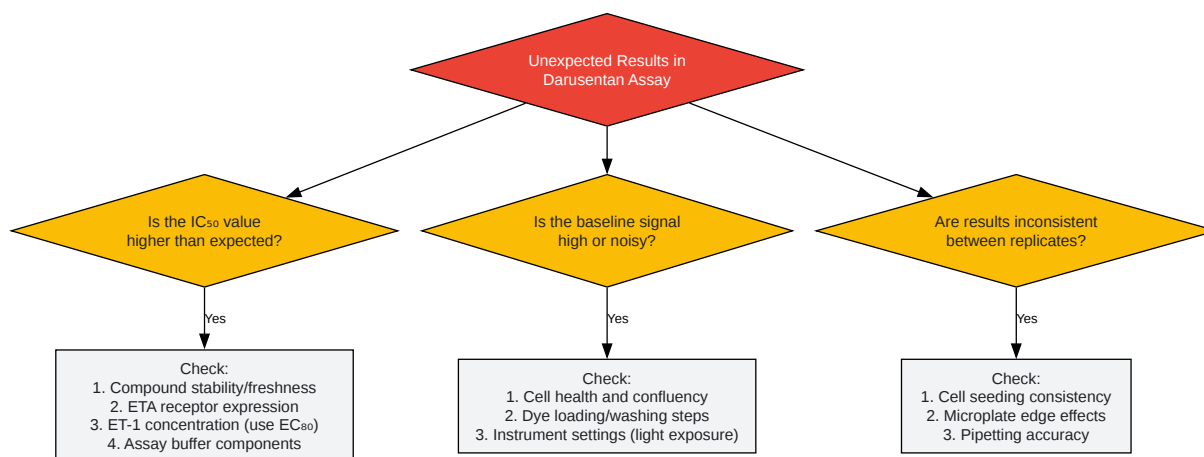 Unexpected Results in
Darusentan Assay
Is the IC₅₀ value
higher than expected?
Is the baseline signal
high or noisy?
Are results inconsistent
between replicates?
Yes
Yes
Yes
Check:
1. Compound stability/freshness
2. ETA receptor expression
3. ET-1 concentration (use EC₈₀)
4. Assay buffer components
Check:
1. Cell health and confluency
2. Dye loading/washing steps
3. Instrument settings (light exposure)
Check:
1. Cell seeding consistency
2. Microplate edge effects
3. Pipetting accuracy